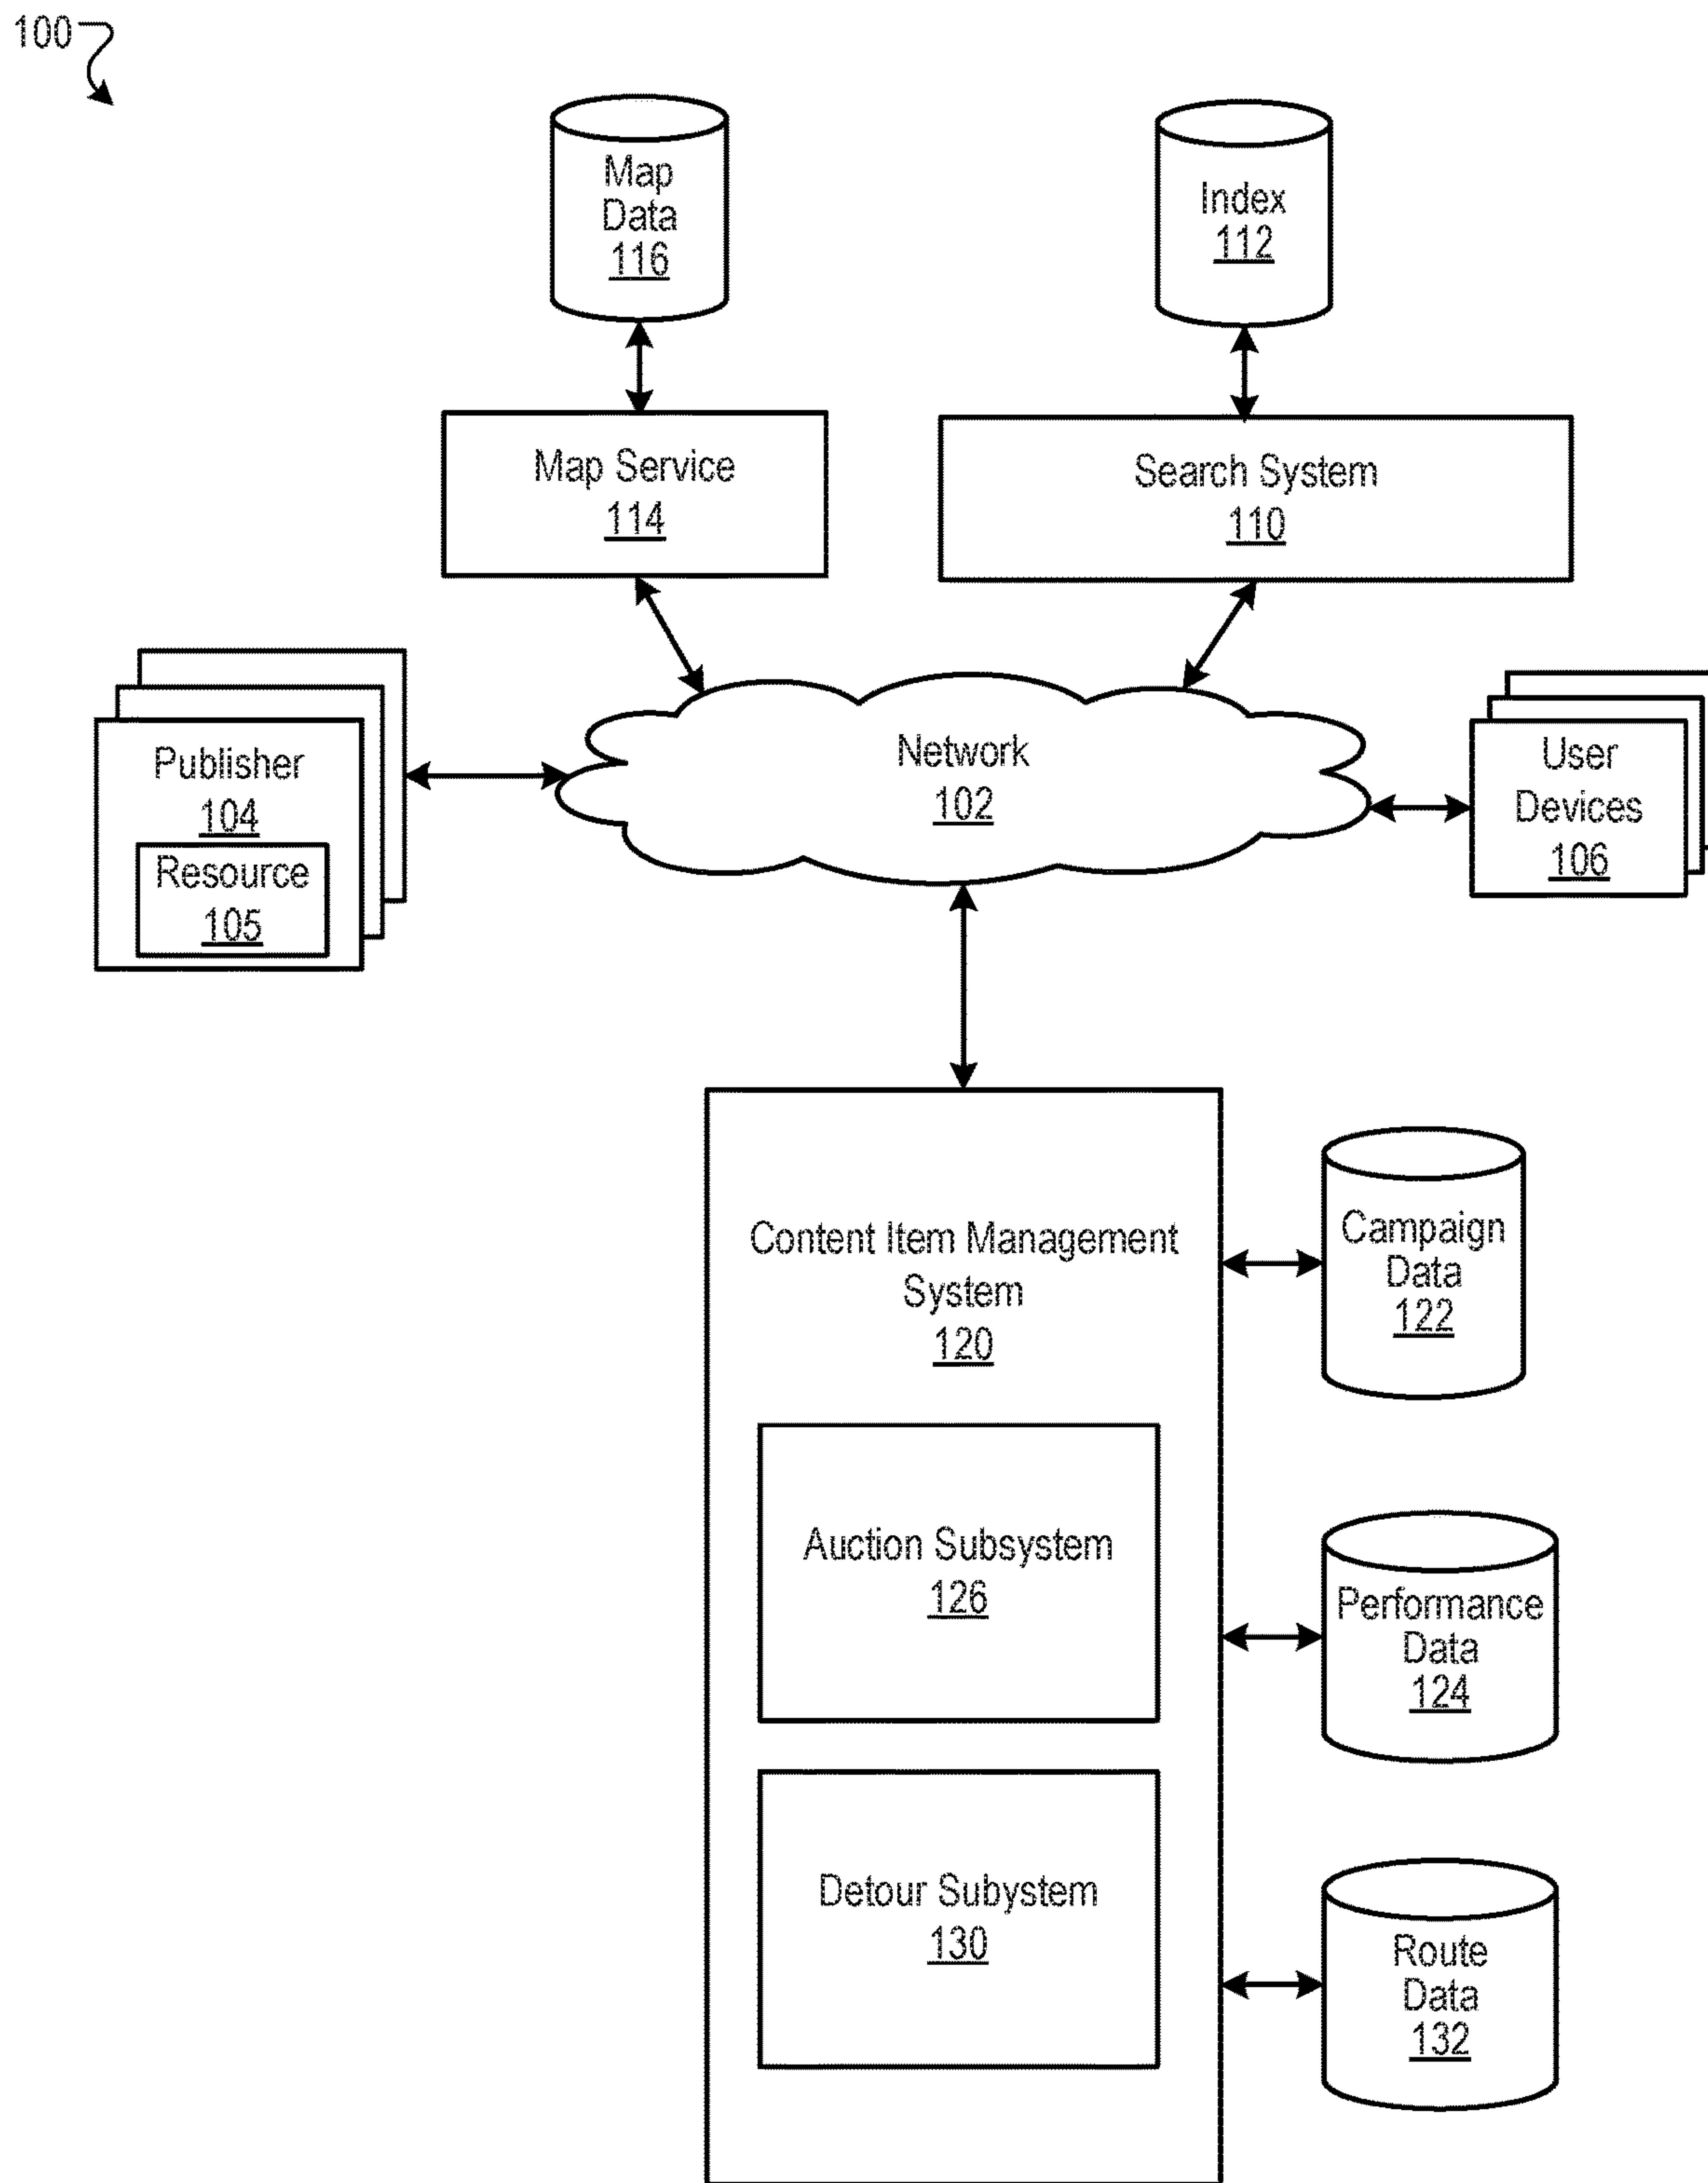 100
Map
Data
116
Index
112
Map Service
114
Search System
110
Publisher
104
Resource
105
Network
102
User
Devices
106
Content Item Management
System
120
Campaign
Data
122
Auction Subsystem
126
Performance
Data
124
Detour Subystem
130
Route
Data
132